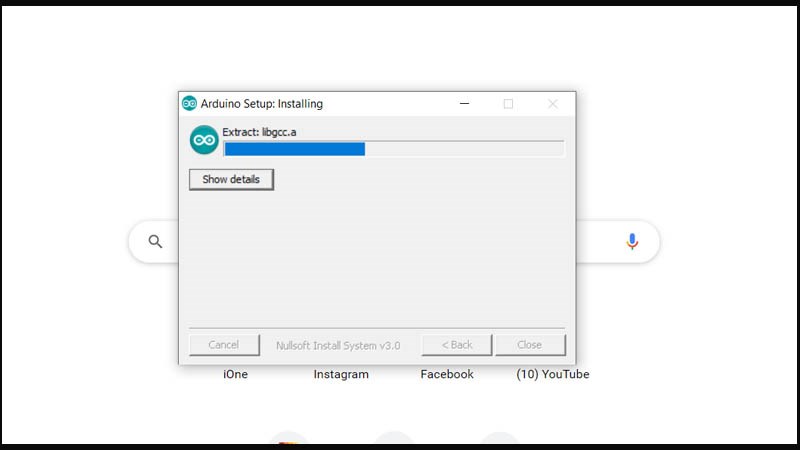 Arduino Setup: Installing
Extract: libgcc.a
Show details
Cancel
Nullsoft Install System v3.0
< Back
Close
iOne
Instagram
Facebook
(10) YouTube